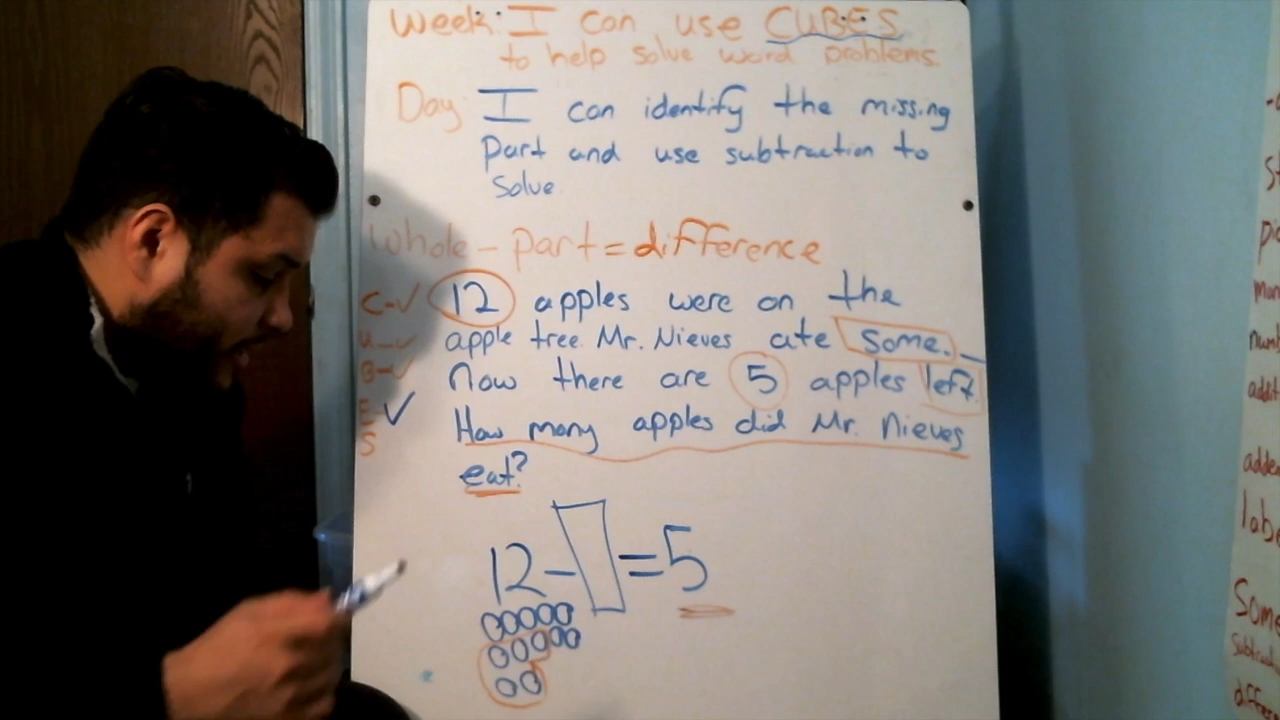 Week: I can use CUBES
to help solve word problems.
Day: I can identify the missing
part and use subtraction to
solve
Whole - part = difference
C-✓ 12 apples were on the
U-✓ apple tree. Mr. Nieves ate some.
B-✓ Now there are 5 apples left.
E-✓ How many apples did Mr. Nieves
S eat?
12 - = 5
Some